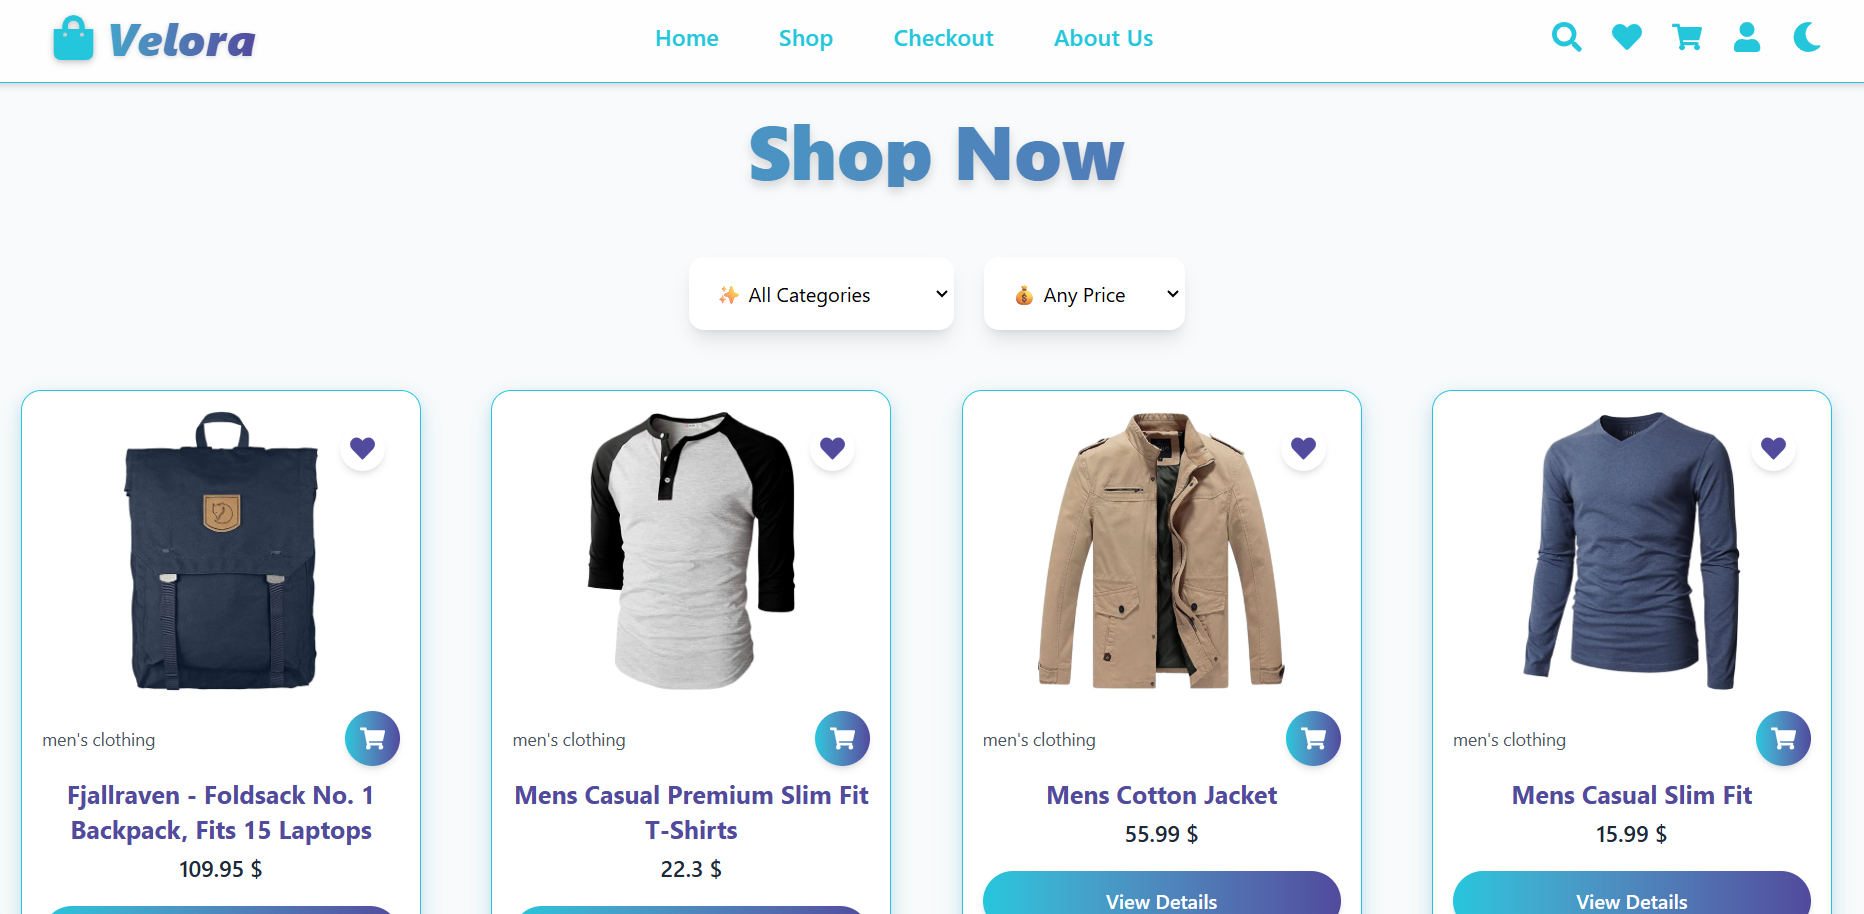 Velora
Home
Shop
Checkout
About Us
Shop Now
✨ All Categories
💰 Any Price
men's clothing
Fjallraven - Foldsack No. 1
Backpack, Fits 15 Laptops
109.95 $
men's clothing
Mens Casual Premium Slim Fit
T-Shirts
22.3 $
men's clothing
Mens Cotton Jacket
55.99 $
View Details
men's clothing
Mens Casual Slim Fit
15.99 $
View Details